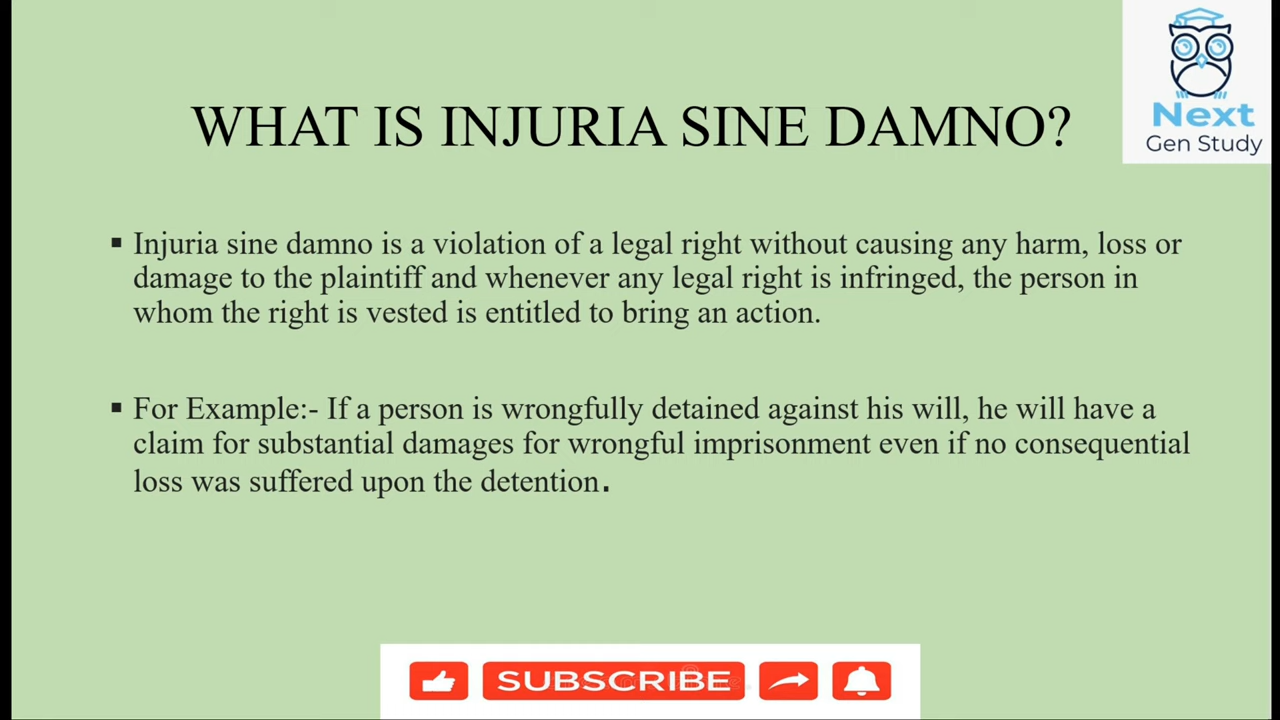 WHAT IS INJURIA SINE DAMNO?
Next
Gen Study
▪ Injuria sine damno is a violation of a legal right without causing any harm, loss or
damage to the plaintiff and whenever any legal right is infringed, the person in
whom the right is vested is entitled to bring an action.
▪ For Example:- If a person is wrongfully detained against his will, he will have a
claim for substantial damages for wrongful imprisonment even if no consequential
loss was suffered upon the detention.
SUBSCRIBE